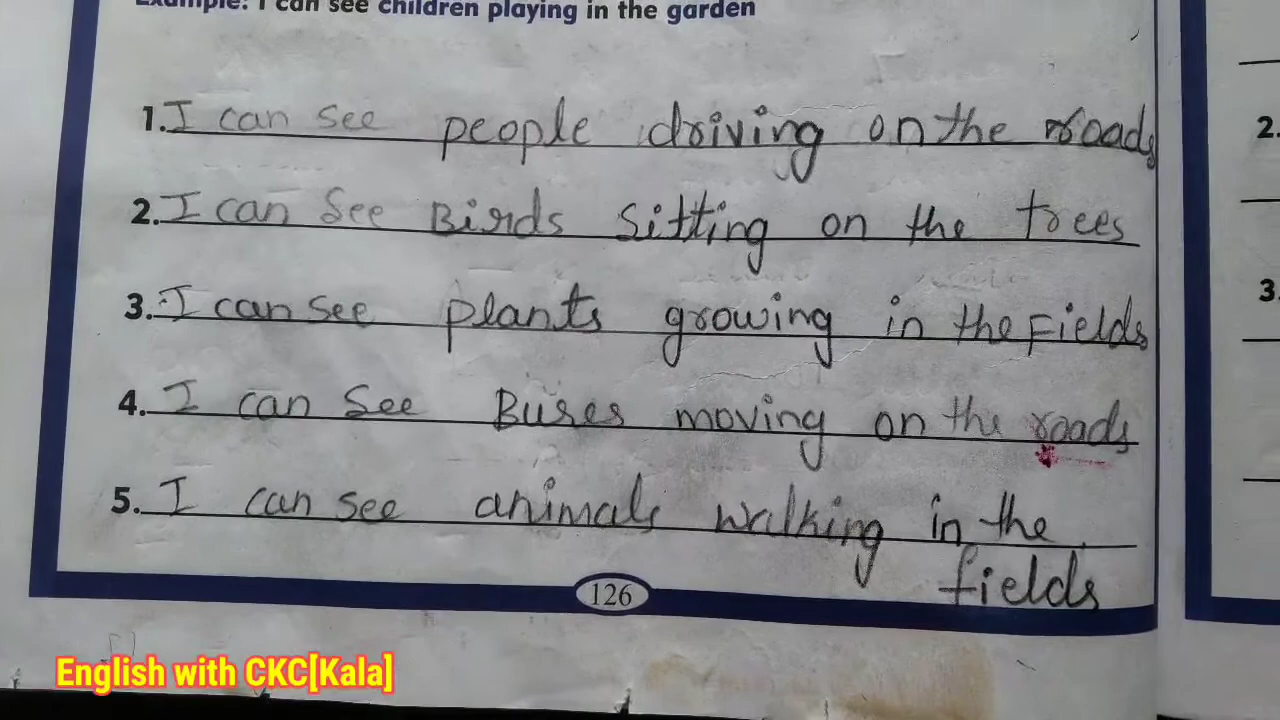 Example: I can see children playing in the garden
1. I can see people driving on the roads
2. I can see Birds sitting on the trees
3. I can see plants growing in the Fields
4. I can see Buses moving on the roads
5. I can see animals walking in the
fields
126
2.
3.
English with CKC[Kala]